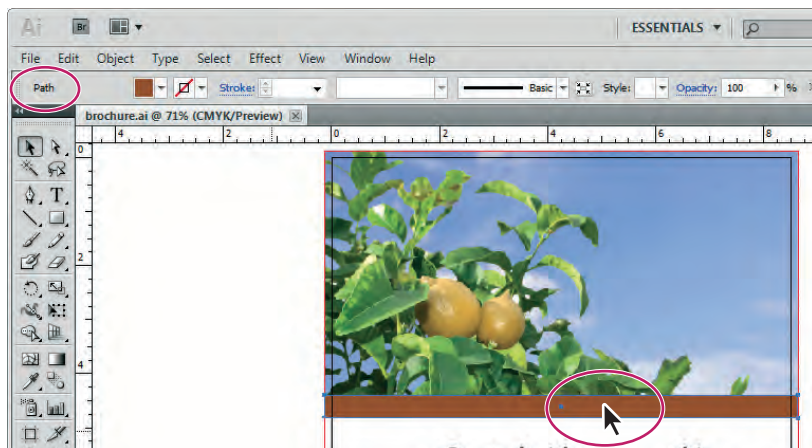 Ai Br ESSENTIALS
File Edit Object Type Select Effect View Window Help
Path Stroke: Basic Style: Opacity: 100 %
brochure.ai @ 71% (CMYK/Preview)
4 2 0 2 4 6 8
0
T
2
4